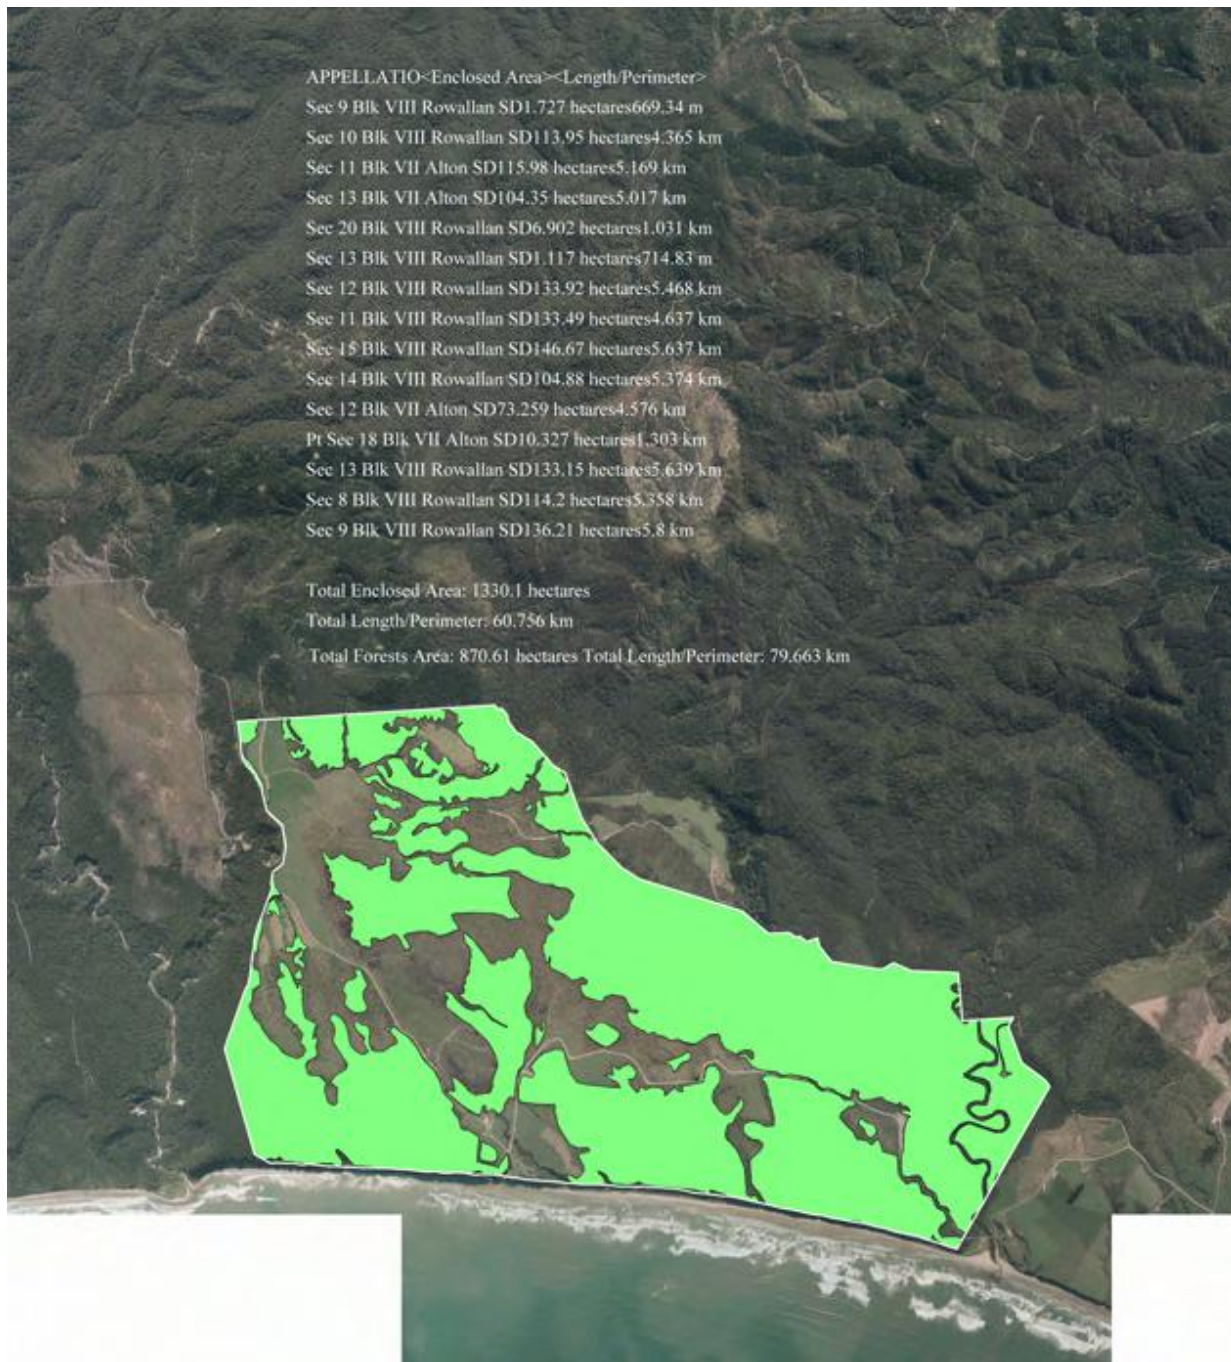 APPELLATIO<Enclosed Area><Length/Perimeter>
Sec 9 Blk VIII Rowallan SD1.727 hectares669.34 m
Sec 10 Blk VIII Rowallan SD113.95 hectares4.365 km
Sec 11 Blk VII Alton SD115.98 hectares5.169 km
Sec 13 Blk VII Alton SD104.35 hectares5.017 km
Sec 20 Blk VIII Rowallan SD6.902 hectares1.031 km
Sec 13 Blk VIII Rowallan SD1.117 hectares714.83 m
Sec 12 Blk VIII Rowallan SD133.92 hectares5.468 km
Sec 11 Blk VIII Rowallan SD133.49 hectares4.637 km
Sec 15 Blk VIII Rowallan SD146.67 hectares5.637 km
Sec 14 Blk VIII Rowallan SD104.88 hectares5.374 km
Sec 12 Blk VII Alton SD73.259 hectares4.576 km
Pt Sec 18 Blk VII Alton SD10.327 hectares1.303 km
Sec 13 Blk VIII Rowallan SD133.15 hectares5.639 km
Sec 8 Blk VIII Rowallan SD114.2 hectares5.358 km
Sec 9 Blk VIII Rowallan SD136.21 hectares5.8 km
Total Enclosed Area: 1330.1 hectares
Total Length/Perimeter: 60.756 km
Total Forests Area: 870.61 hectares Total Length/Perimeter: 79.663 km